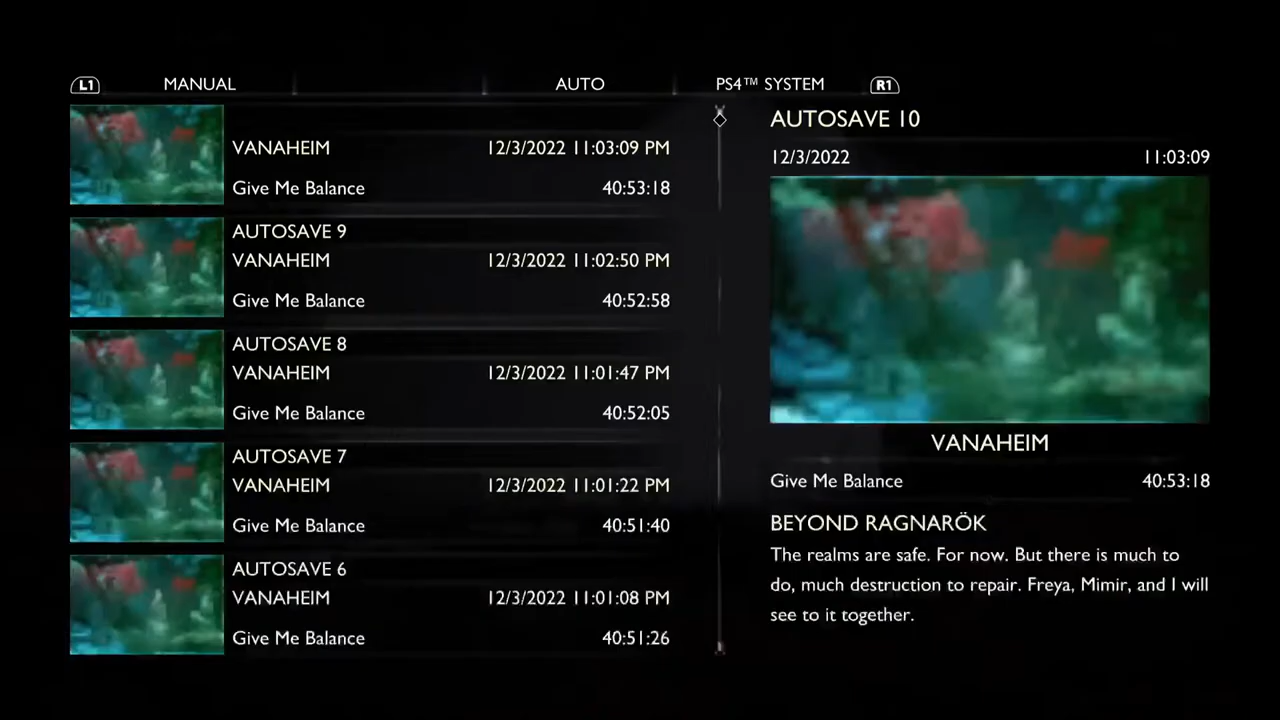 L1 MANUAL AUTO PS4™ SYSTEM R1
VANAHEIM 12/3/2022 11:03:09 PM
Give Me Balance 40:53:18
AUTOSAVE 9
VANAHEIM 12/3/2022 11:02:50 PM
Give Me Balance 40:52:58
AUTOSAVE 8
VANAHEIM 12/3/2022 11:01:47 PM
Give Me Balance 40:52:05
AUTOSAVE 7
VANAHEIM 12/3/2022 11:01:22 PM
Give Me Balance 40:51:40
AUTOSAVE 6
VANAHEIM 12/3/2022 11:01:08 PM
Give Me Balance 40:51:26
AUTOSAVE 10
12/3/2022 11:03:09
VANAHEIM
Give Me Balance 40:53:18
BEYOND RAGNARÖK
The realms are safe. For now. But there is much to
do, much destruction to repair. Freya, Mimir, and I will
see to it together.